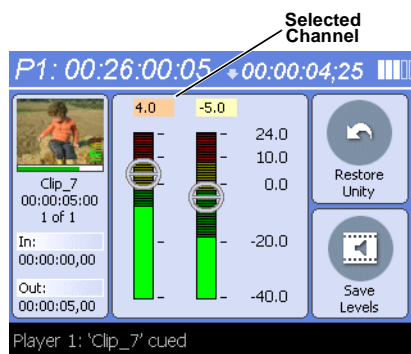 Selected
Channel
P1: 00:26:00:05 00:00:04;25
4.0 -5.0
24.0
10.0
0.0
-20.0
-40.0
Clip_7
00:00:05:00
1 of 1
In:
00:00:00,00
Out:
00:00:05,00
Restore
Unity
Save
Levels
Player 1: 'Clip_7' cued